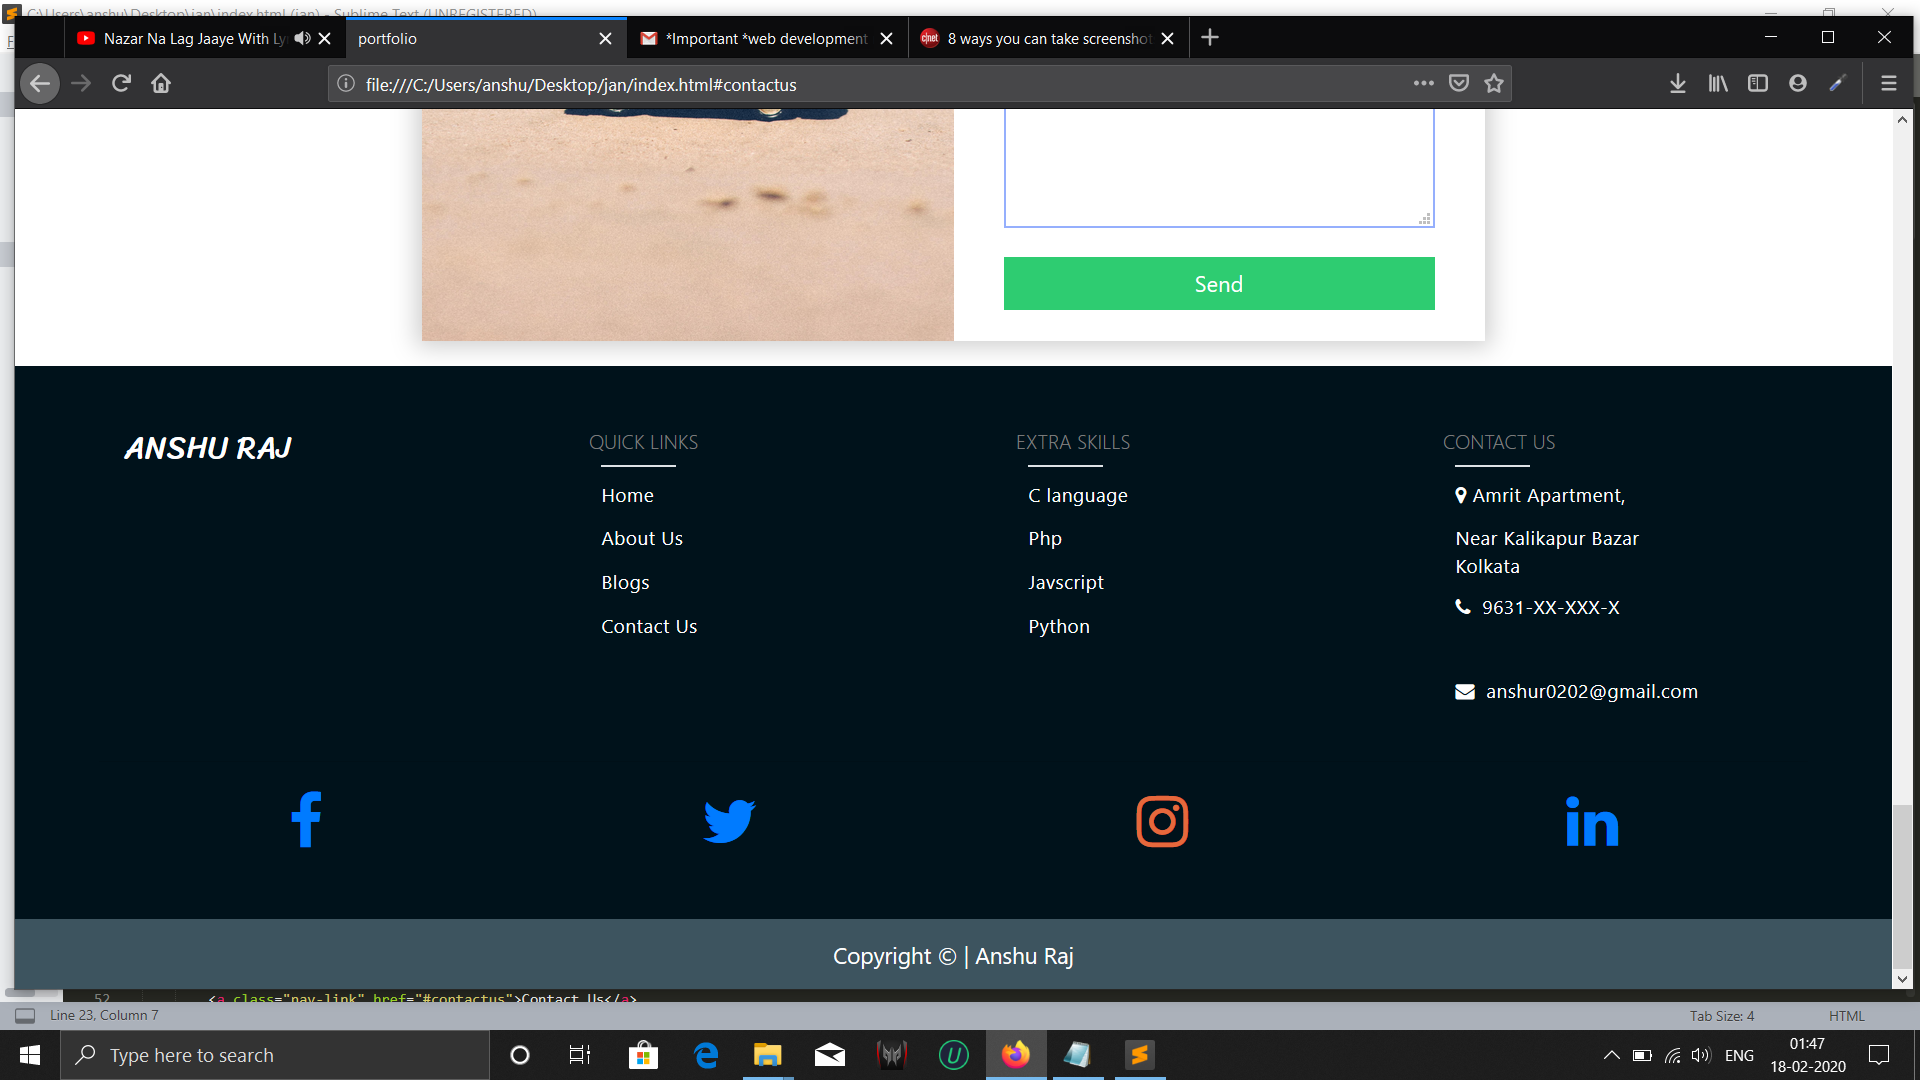 C:\Users\anshu\Desktop\jan\index.html (jan) - Sublime Text (UNREGISTERED)
F
Nazar Na Lag Jaaye With Ly
portfolio
*Important *web development
cnet
8 ways you can take screenshot
file:///C:/Users/anshu/Desktop/jan/index.html#contactus
Send
ANSHU RAJ
QUICK LINKS
Home
About Us
Blogs
Contact Us
EXTRA SKILLS
C language
Php
Javscript
Python
CONTACT US
Amrit Apartment,
Near Kalikapur Bazar
Kolkata
9631-XX-XXX-X
anshur0202@gmail.com
Copyright © | Anshu Raj
52 <a class="nav-link" href="#contactus">Contact Us</a>
Line 23, Column 7
Tab Size: 4
HTML
Type here to search
ENG
01:47
18-02-2020